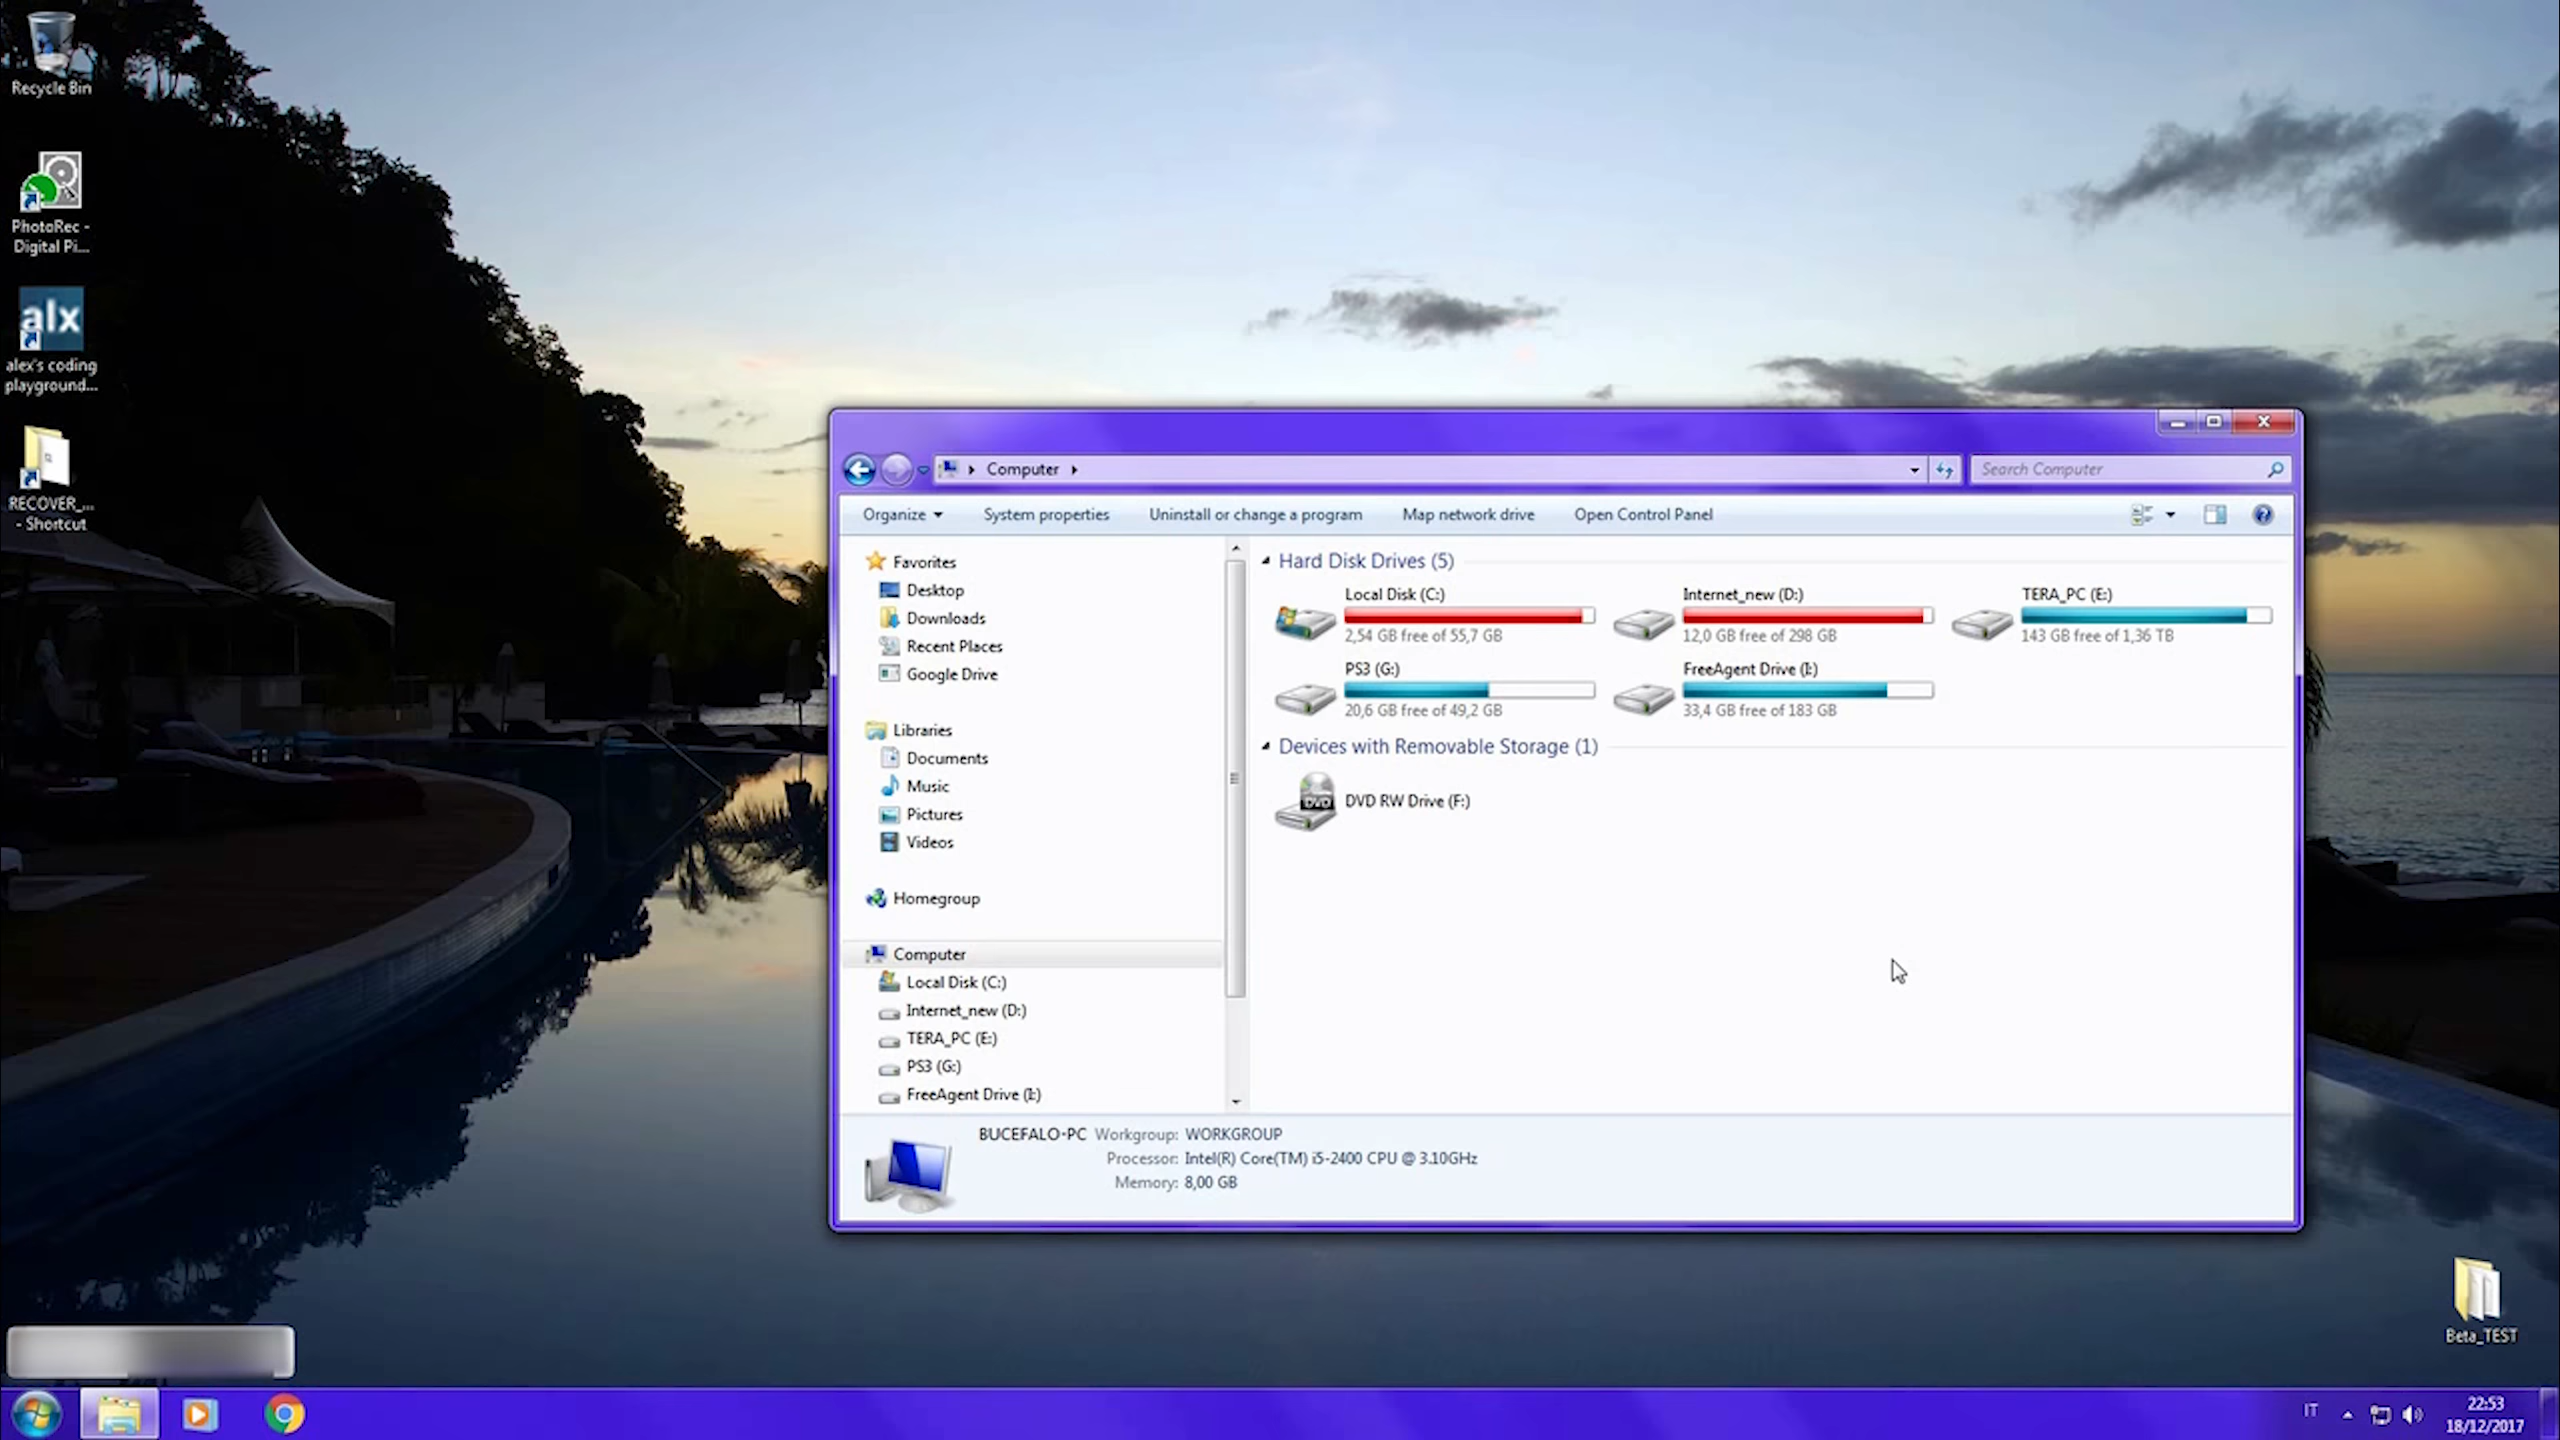 Recycle Bin
PhotoRec -
Digital Pi...
alx
alex's coding
playground...
RECOVER_...
- Shortcut
Computer
Search Computer
Organize
System properties
Uninstall or change a program
Map network drive
Open Control Panel
Favorites
Desktop
Downloads
Recent Places
Google Drive
Libraries
Documents
Music
Pictures
Videos
Homegroup
Computer
Local Disk (C:)
Internet_new (D:)
TERA_PC (E:)
PS3 (G:)
FreeAgent Drive (I:)
Hard Disk Drives (5)
Local Disk (C:)
2,54 GB free of 55,7 GB
Internet_new (D:)
12,0 GB free of 298 GB
TERA_PC (E:)
143 GB free of 1,36 TB
PS3 (G:)
20,6 GB free of 49,2 GB
FreeAgent Drive (I:)
33,4 GB free of 183 GB
Devices with Removable Storage (1)
DVD
DVD RW Drive (F:)
BUCEFALO-PC Workgroup: WORKGROUP
Processor: Intel(R) Core(TM) i5-2400 CPU @ 3.10GHz
Memory: 8,00 GB
Beta_TEST
IT
22:53
18/12/2017